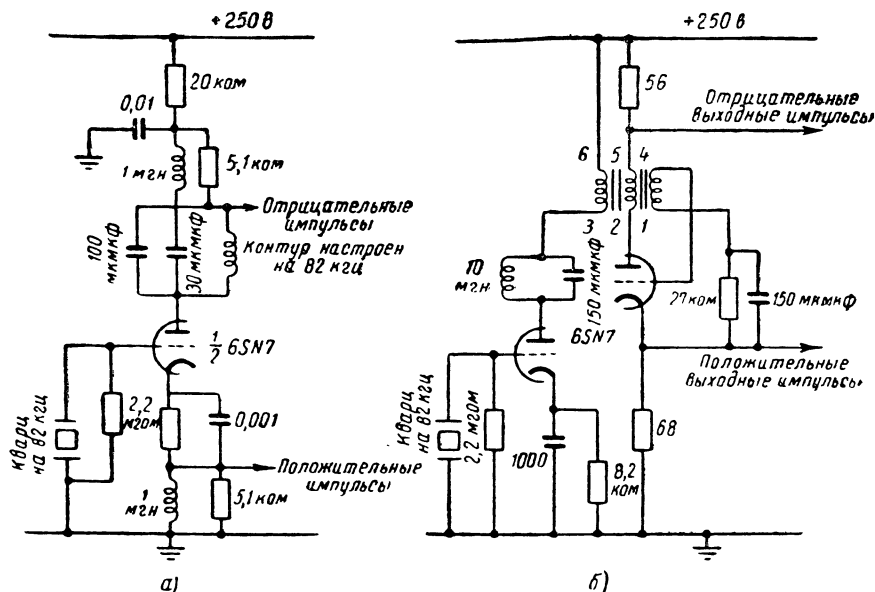 +250 в
20 ком
0,01
5,1 ком
1 мгн
Отрицательные
импульсы
100
мкмкф
30 мкмкф
Контур настроен
на 82 кгц
1/2 6SN7
Кварц
на 82 кгц
2,2
мгом
0,001
Положительные
импульсы
1
мгн
5,1 ком
а)
+250 в
56
Отрицательные
выходные импульсы
6
5
4
3
2
1
10
мгн
150 мкмкф
6SN7
27 ком
150 мкмкф
Положительные
выходные импульсы
Кварц
на 82 кгц
2,2 мгом
1000
8,2
ком
68
б)